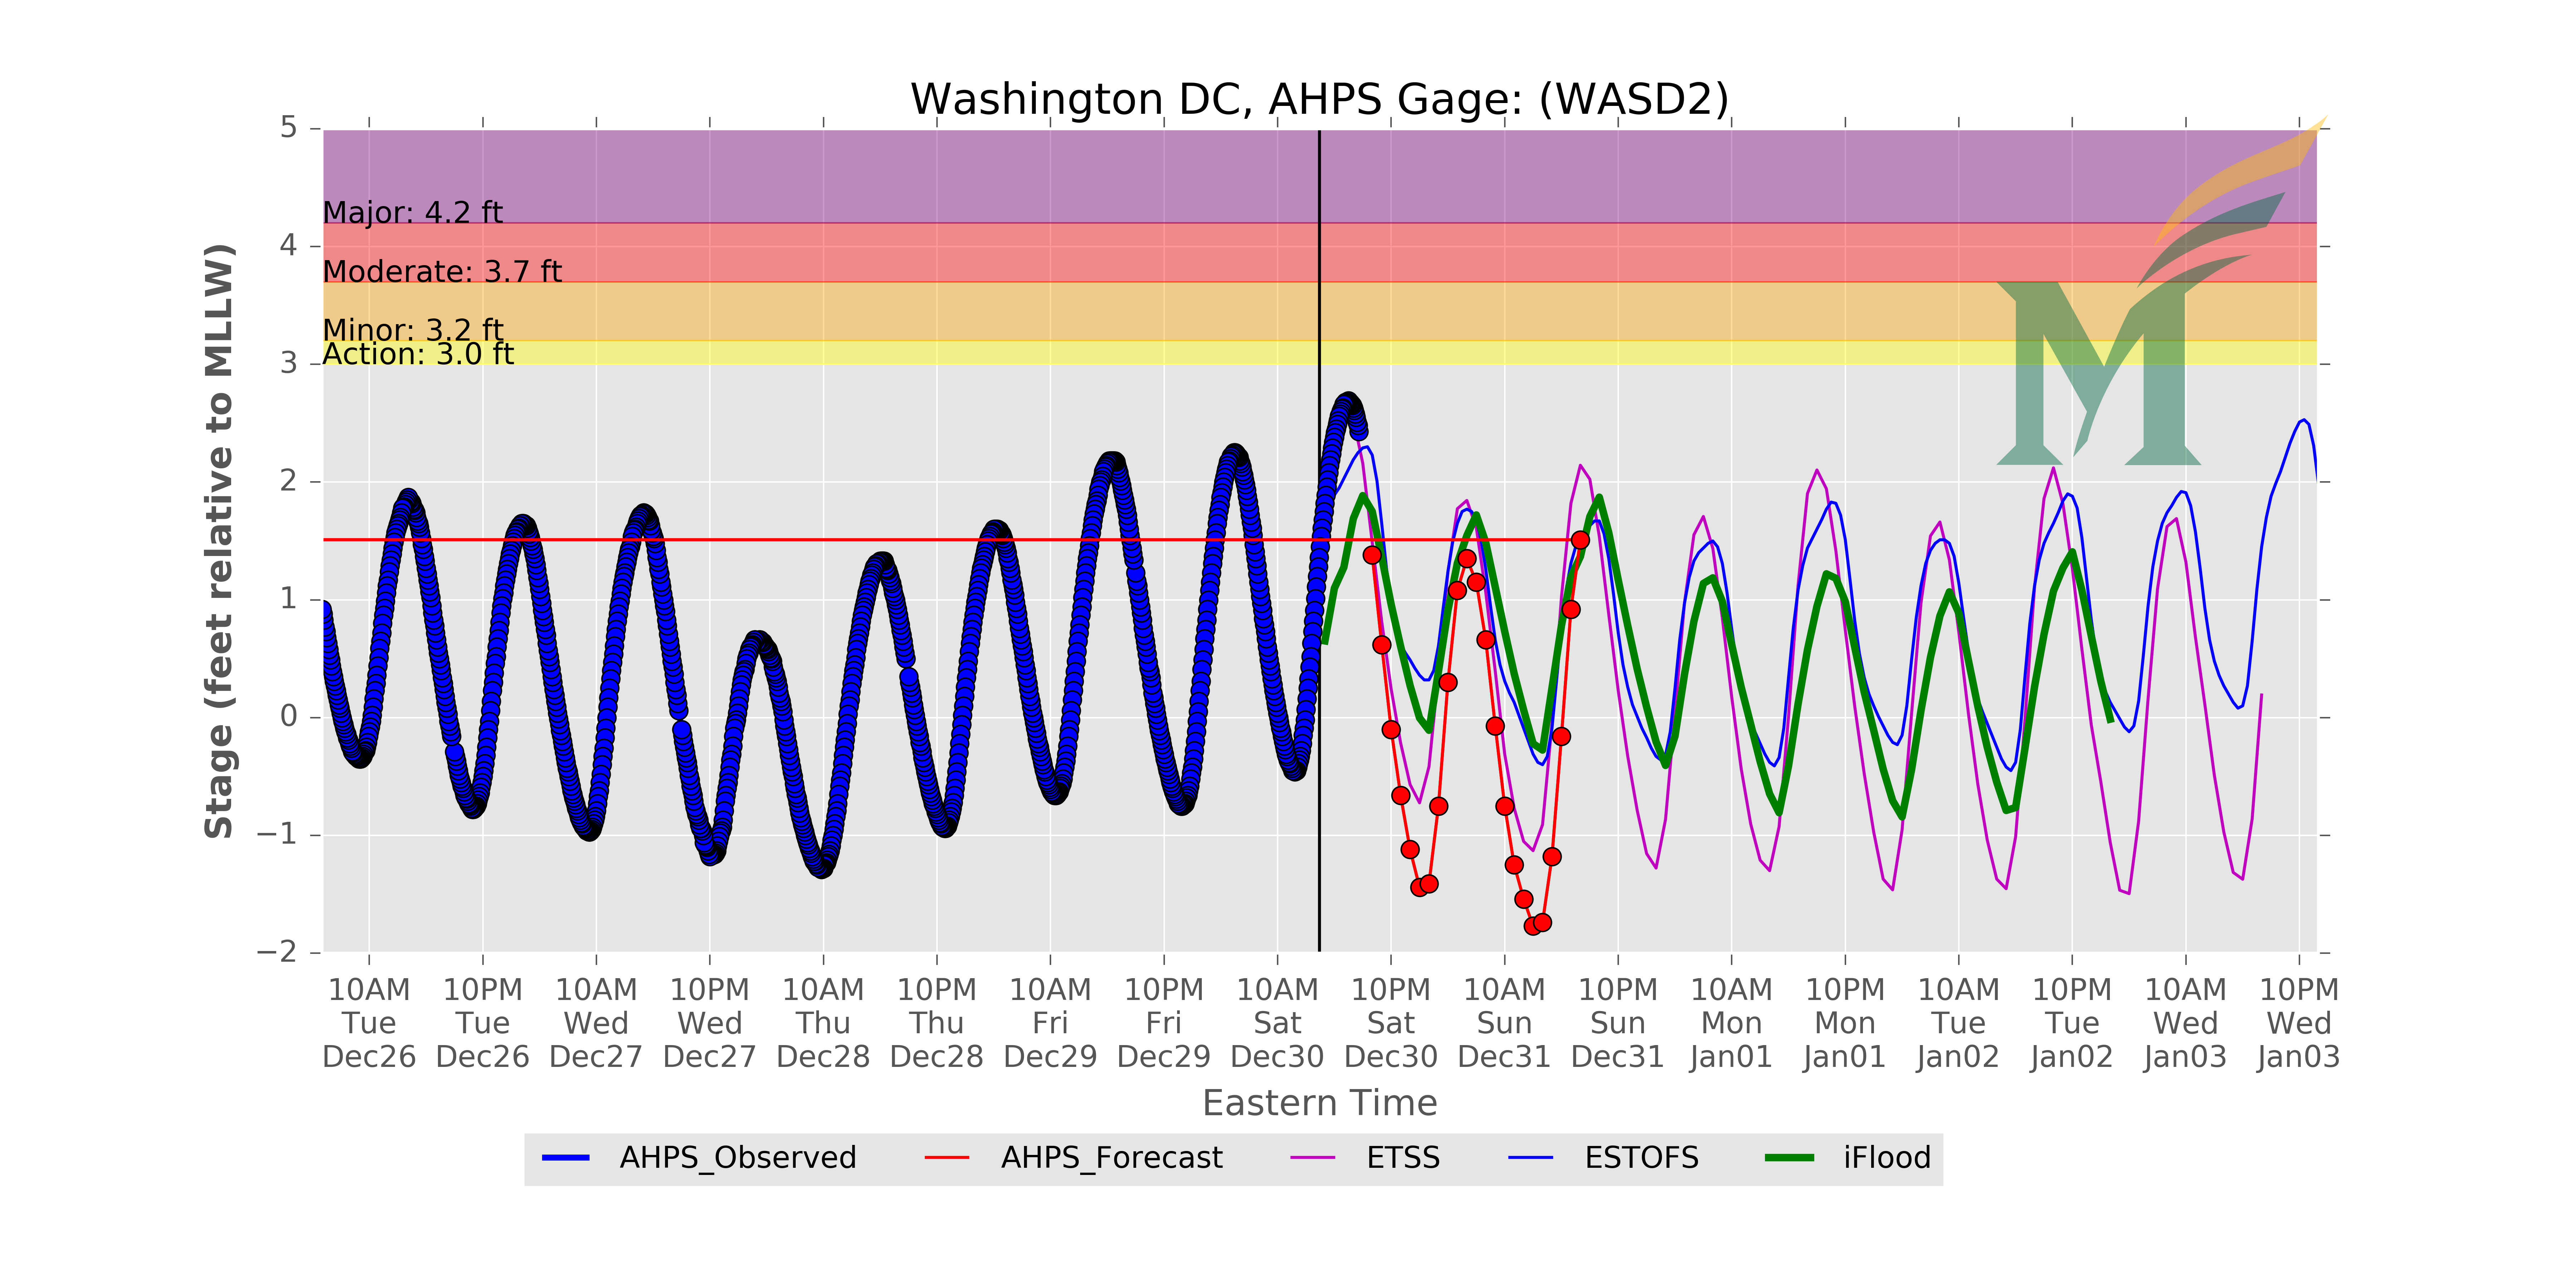 Washington DC, AHPS Gage: (WASD2)
Stage (feet relative to MLLW)
5
4
3
2
1
0
−1
−2
Major: 4.2 ft
Moderate: 3.7 ft
Minor: 3.2 ft
Action: 3.0 ft
M
10AM 10PM 10AM 10PM 10AM 10PM 10AM 10PM 10AM 10PM 10AM 10PM 10AM 10PM 10AM 10PM 10AM 10PM
Tue Tue Wed Wed Thu Thu Fri Fri Sat Sat Sun Sun Mon Mon Tue Tue Wed Wed
Dec26 Dec26 Dec27 Dec27 Dec28 Dec28 Dec29 Dec29 Dec30 Dec30 Dec31 Dec31 Jan01 Jan01 Jan02 Jan02 Jan03 Jan03
Eastern Time
AHPS_Observed AHPS_Forecast ETSS ESTOFS iFlood